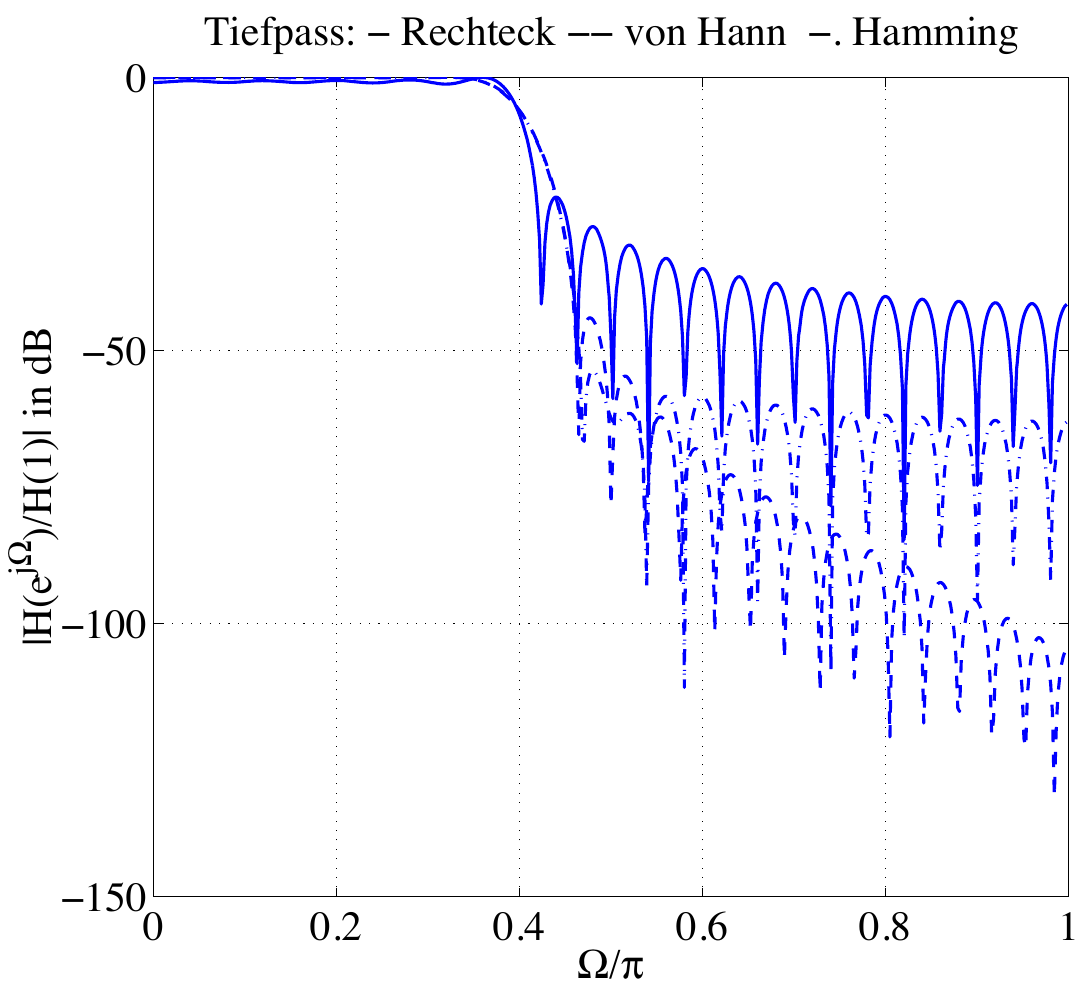 Tiefpass: − Rechteck −− von Hann −. Hamming
|H(e^jΩ)/H(1)| in dB
0
−50
−100
−150
0 0.2 0.4 0.6 0.8 1
Ω/π